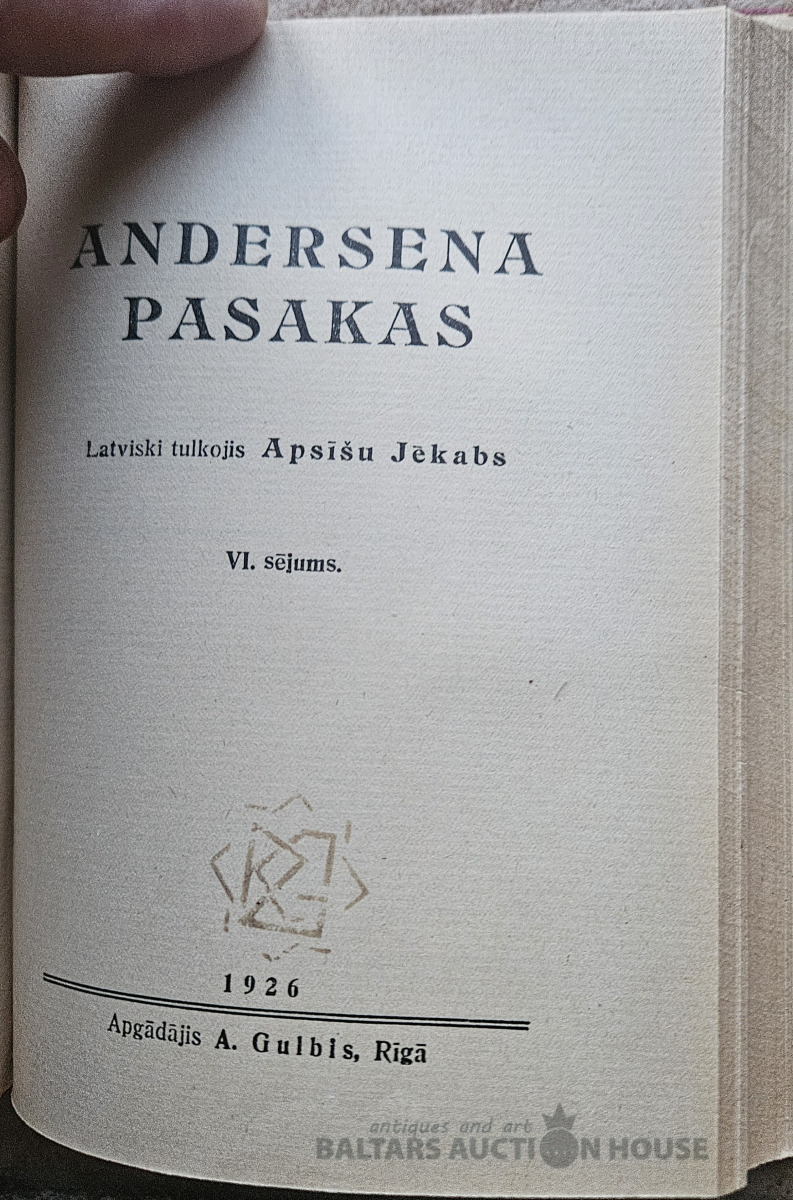 ANDERSENA
PASAKAS
Latviski tulkojis Apsīšu Jēkabs
VI. sējums.
1926
Apgādājis A. Gulbis, Rīgā
antiques and art
BALTARS AUCTION HOUSE